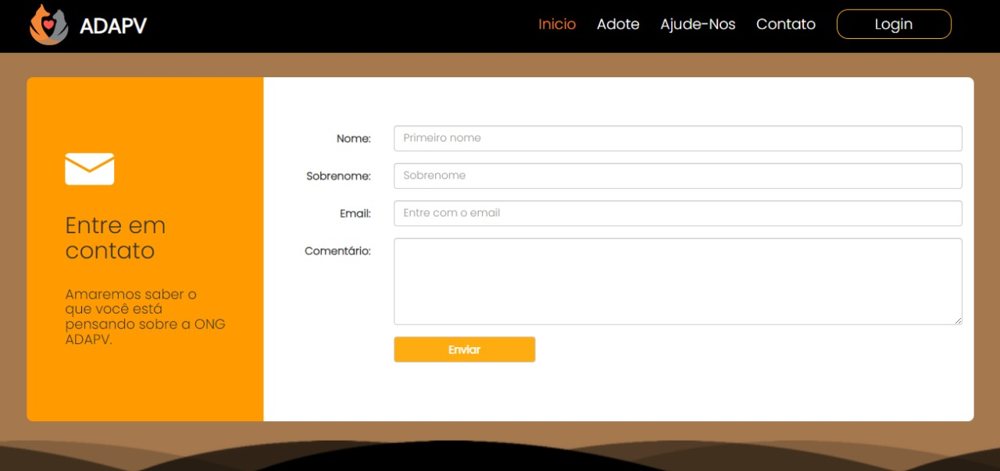 ADAPV
Inicio Adote Ajude-Nos Contato Login
Entre em
contato
Amaremos saber o
que você está
pensando sobre a ONG
ADAPV.
Nome: Primeiro nome
Sobrenome: Sobrenome
Email: Entre com o email
Comentário:
Enviar